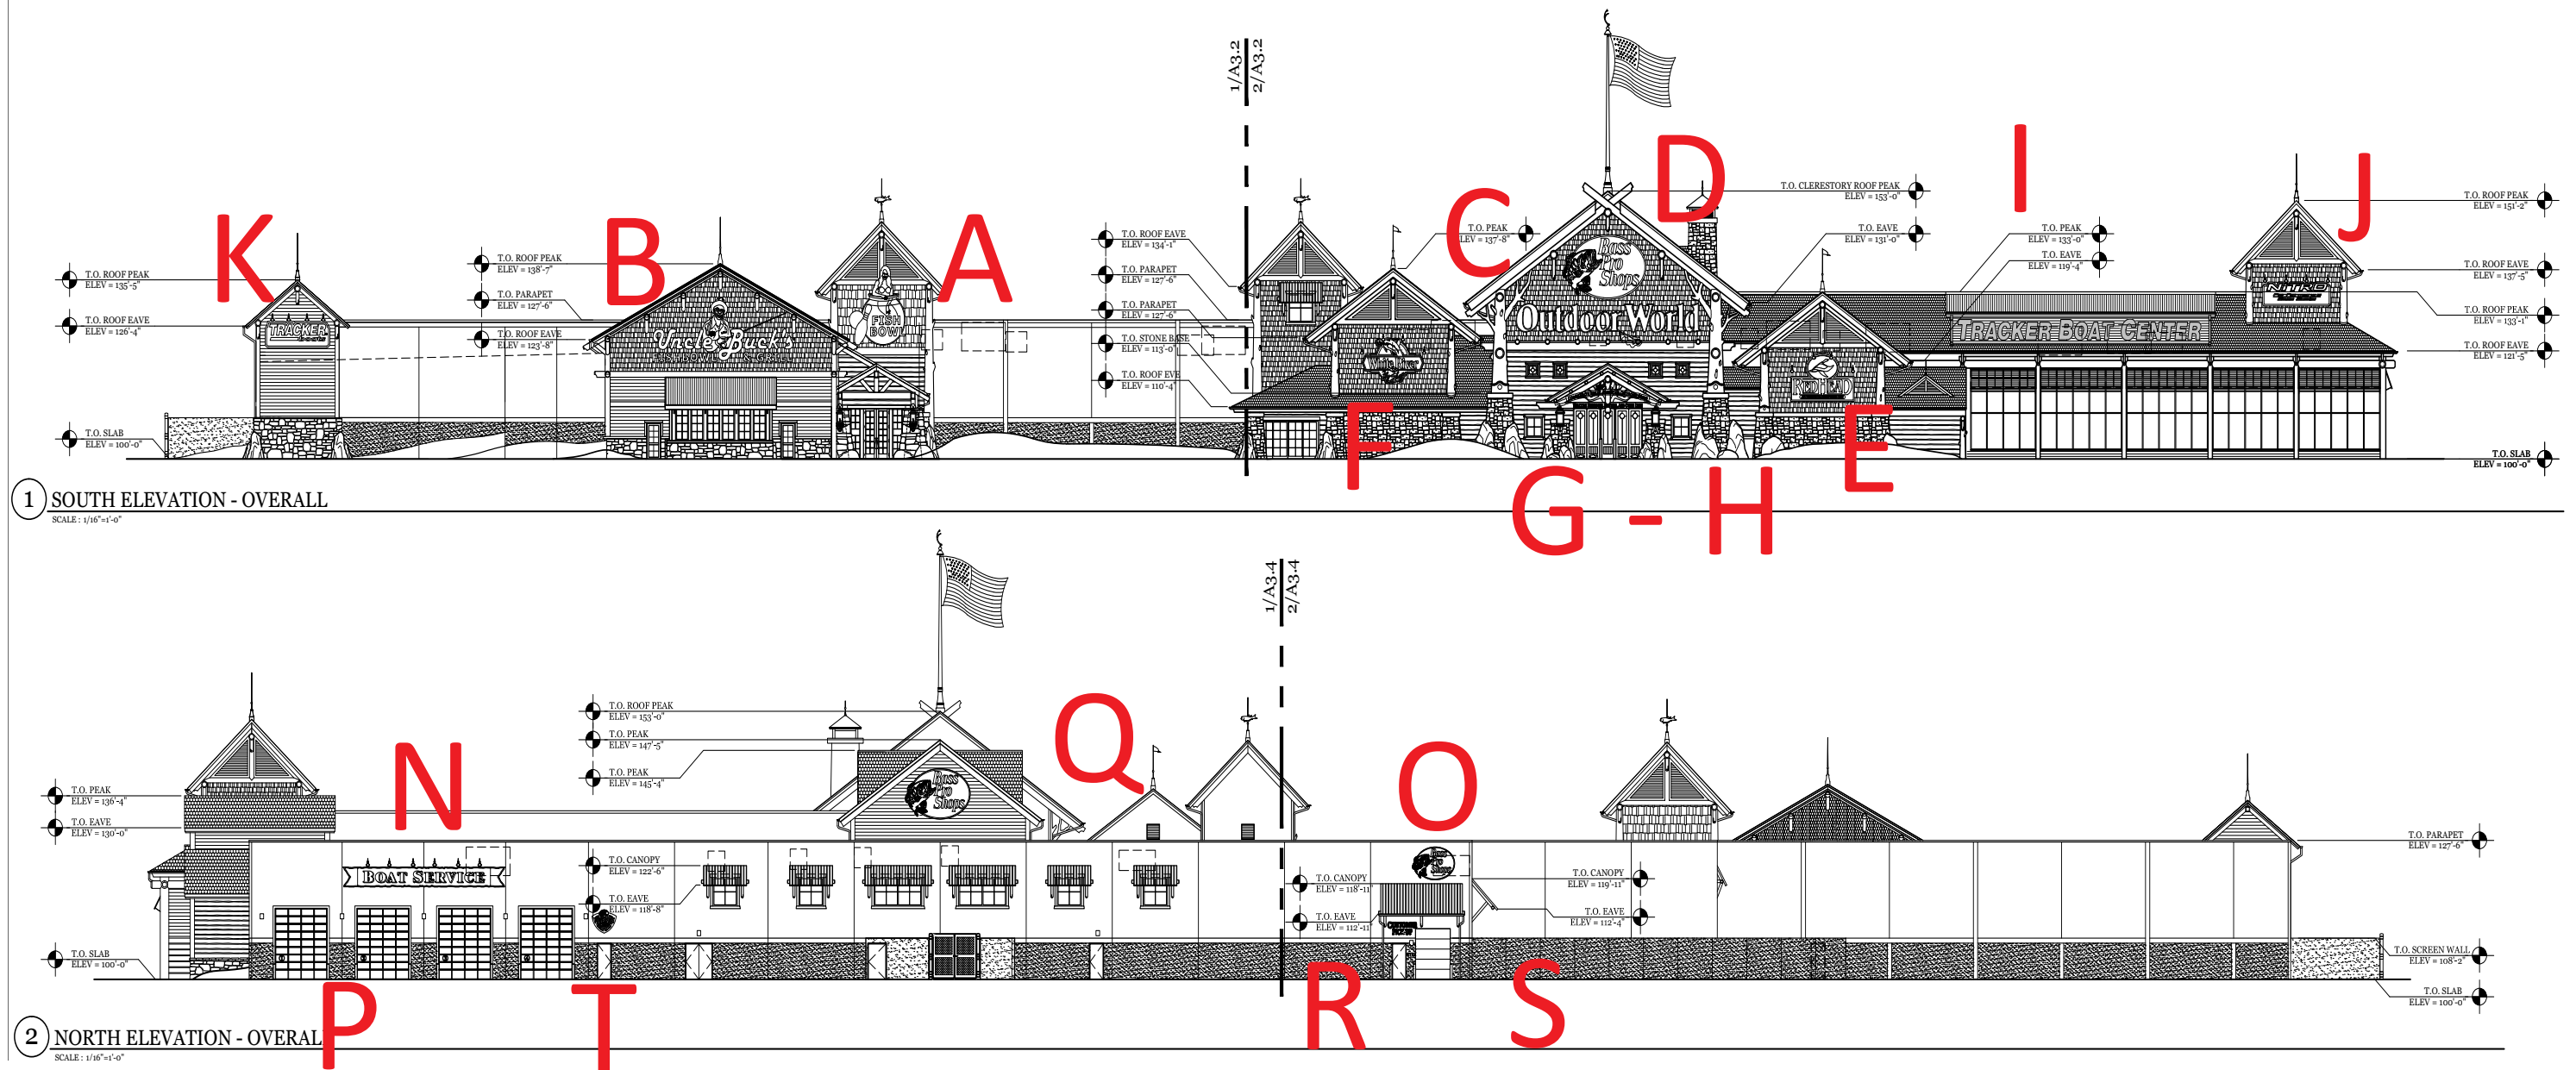 1/A3.2
2/A3.2
K
B
A
C
D
I
J
T.O. ROOF PEAK
ELEV = 135'-5"
T.O. ROOF EAVE
ELEV = 126'-4"
T.O. SLAB
ELEV = 100'-0"
TRACKER
boats
T.O. ROOF PEAK
ELEV = 138'-7"
T.O. PARAPET
ELEV = 127'-6"
T.O. ROOF EAVE
ELEV = 123'-8"
Uncle Buck's
FISH
BOWL
T.O. ROOF EAVE
ELEV = 134'-1"
T.O. PARAPET
ELEV = 127'-6"
T.O. PARAPET
ELEV = 127'-6"
T.O. STONE BASE
ELEV = 113'-0"
T.O. ROOF EVE
ELEV = 110'-4"
T.O. PEAK
ELEV = 137'-8"
Bass
Pro
Shops
Outdoor World
T.O. CLERESTORY ROOF PEAK
ELEV = 153'-0"
T.O. EAVE
ELEV = 131'-0"
REDHEAD
T.O. PEAK
ELEV = 133'-0"
T.O. EAVE
ELEV = 119'-4"
TRACKER BOAT CENTER
NITRO
T.O. ROOF PEAK
ELEV = 151'-2"
T.O. ROOF EAVE
ELEV = 137'-5"
T.O. ROOF PEAK
ELEV = 133'-1"
T.O. ROOF EAVE
ELEV = 121'-5"
T.O. SLAB
ELEV = 100'-0"
F
E
G - H
1 SOUTH ELEVATION - OVERALL
SCALE : 1/16"=1'-0"
1/A3.4
2/A3.4
N
Q
O
T.O. PEAK
ELEV = 136'-4"
T.O. EAVE
ELEV = 130'-0"
T.O. SLAB
ELEV = 100'-0"
BOAT SERVICE
T.O. ROOF PEAK
ELEV = 153'-0"
T.O. PEAK
ELEV = 147'-5"
T.O. PEAK
ELEV = 145'-4"
Bass
Pro
Shops
T.O. CANOPY
ELEV = 122'-6"
T.O. EAVE
ELEV = 118'-8"
T.O. CANOPY
ELEV = 118'-11"
T.O. EAVE
ELEV = 112'-11"
Bass
Pro
Shops
CUSTOMER
PICK-UP
T.O. CANOPY
ELEV = 119'-11"
T.O. EAVE
ELEV = 112'-4"
T.O. PARAPET
ELEV = 127'-6"
T.O. SCREEN WALL
ELEV = 108'-2"
T.O. SLAB
ELEV = 100'-0"
P
T
R
S
2 NORTH ELEVATION - OVERALL
SCALE : 1/16"=1'-0"